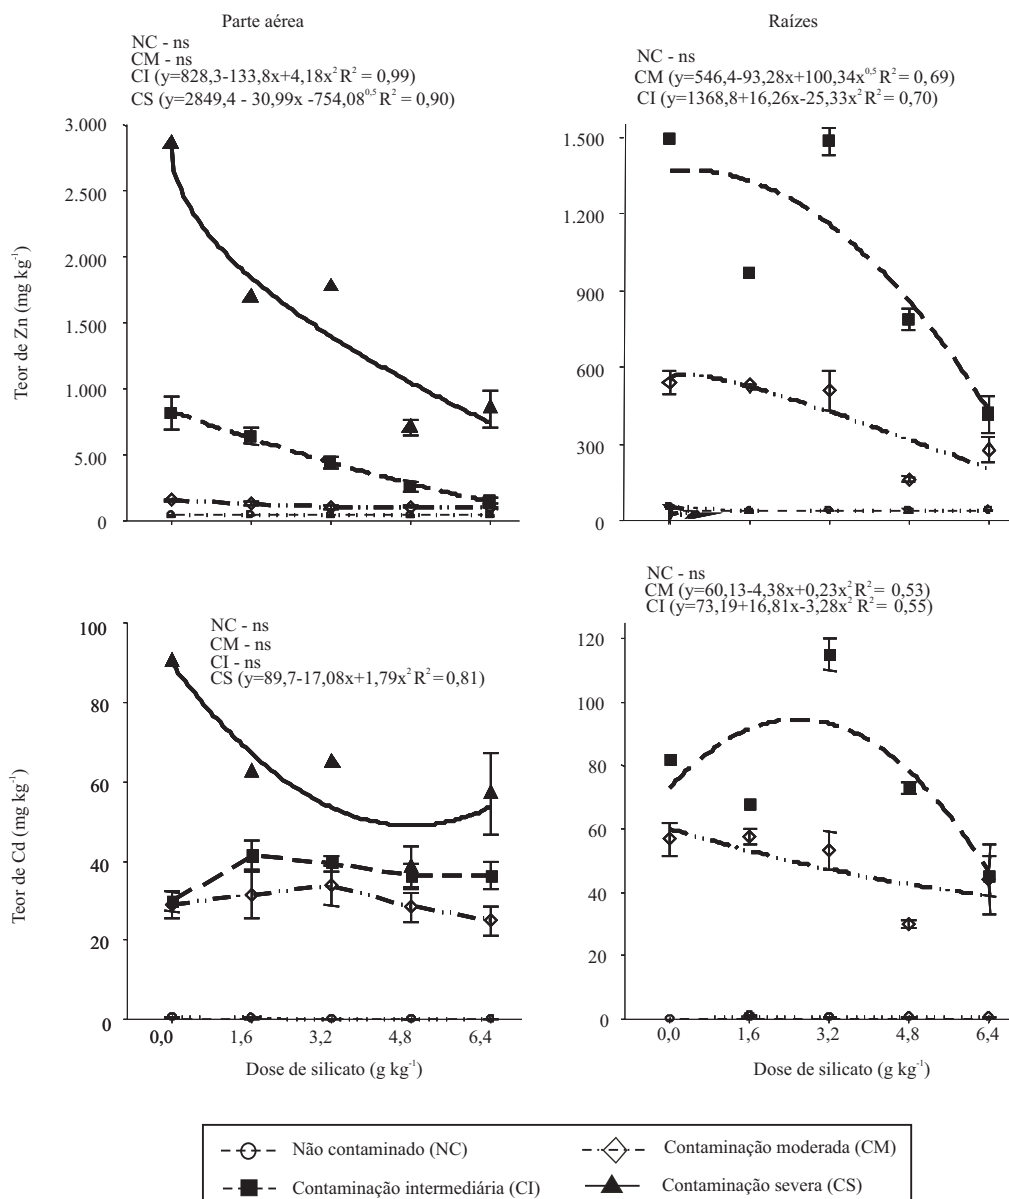 Parte aérea
NC - ns
CM - ns
CI (y=828,3-133,8x+4,18x² R² = 0,99)
CS (y=2849,4 - 30,99x -754,08^0,5 R² = 0,90)
Raízes
NC - ns
CM (y=546,4-93,28x+100,34x^0,5 R² = 0, 69)
CI (y=1368,8+16,26x-25,33x² R² = 0,70)
Teor de Zn (mg kg⁻¹)
3.000
2.500
2.000
1.500
1.000
5.00
0
1.500
1.200
900
600
300
0
NC - ns
CM - ns
CI - ns
CS (y=89,7-17,08x+1,79x² R² = 0,81)
NC - ns
CM (y=60,13-4,38x+0,23x² R² = 0,53)
CI (y=73,19+16,81x-3,28x² R² = 0,55)
Teor de Cd (mg kg⁻¹)
100
80
60
40
20
0
120
100
80
60
40
20
0
0,0 1,6 3,2 4,8 6,4
0,0 1,6 3,2 4,8 6,4
Dose de silicato (g kg⁻¹)
Dose de silicato (g kg⁻¹)
Não contaminado (NC)
Contaminação moderada (CM)
Contaminação intermediária (CI)
Contaminação severa (CS)